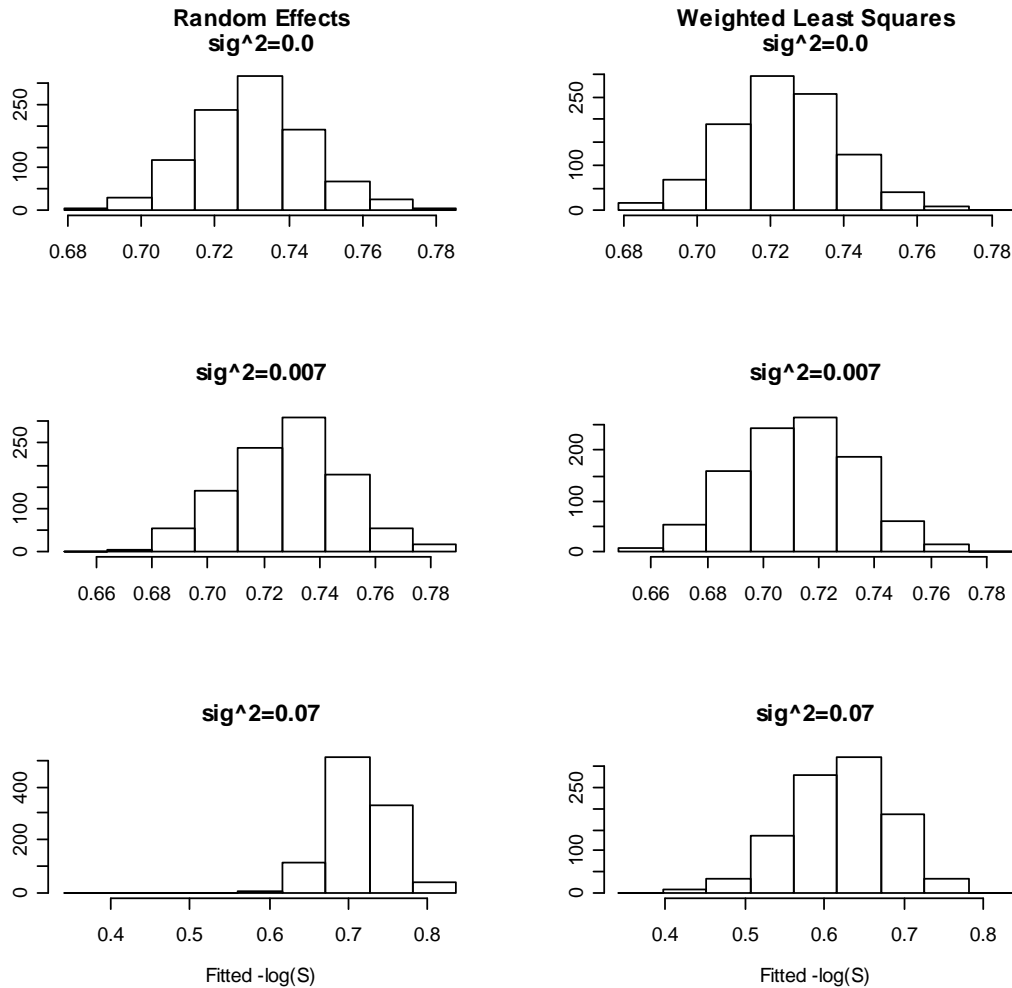 Random Effects
sig^2=0.0
0 100 250
0.68 0.70 0.72 0.74 0.76 0.78
Weighted Least Squares
sig^2=0.0
0 100 200 300
0.68 0.70 0.72 0.74 0.76 0.78
sig^2=0.007
0 100 250
0.66 0.68 0.70 0.72 0.74 0.76 0.78
sig^2=0.007
0 100 200
0.66 0.68 0.70 0.72 0.74 0.76 0.78
sig^2=0.07
0 200 400
0.4 0.5 0.6 0.7 0.8
Fitted -log(S)
sig^2=0.07
0 100 250
0.4 0.5 0.6 0.7 0.8
Fitted -log(S)